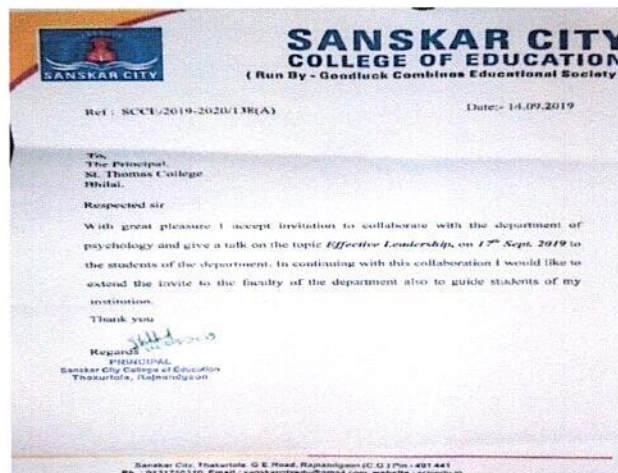 SANSKAR CITY
SANSKAR CITY
COLLEGE OF EDUCATION
( Run By - Goodluck Combinas Educational Society
Ref : SCCE/2019-2020/138(A)
Date:- 14.09.2019
To,
The Principal,
St. Thomas College
Bhilai.
Respected sir
With great pleasure I accept invitation to collaborate with the department of
psychology and give a talk on the topic Effective Leadership, on 17th Sept. 2019 to
the students of the department. In continuing with this collaboration I would like to
extend the invite to the faculty of the department also to guide students of my
institution.
Thank you
Regards
PRINCIPAL
Sanskar City College of Education
Thakurtola, Rajnandgaon
Sanskar City, Thakurtola, G E Road, Rajnandgaon (C.G.) Pin - 491 441